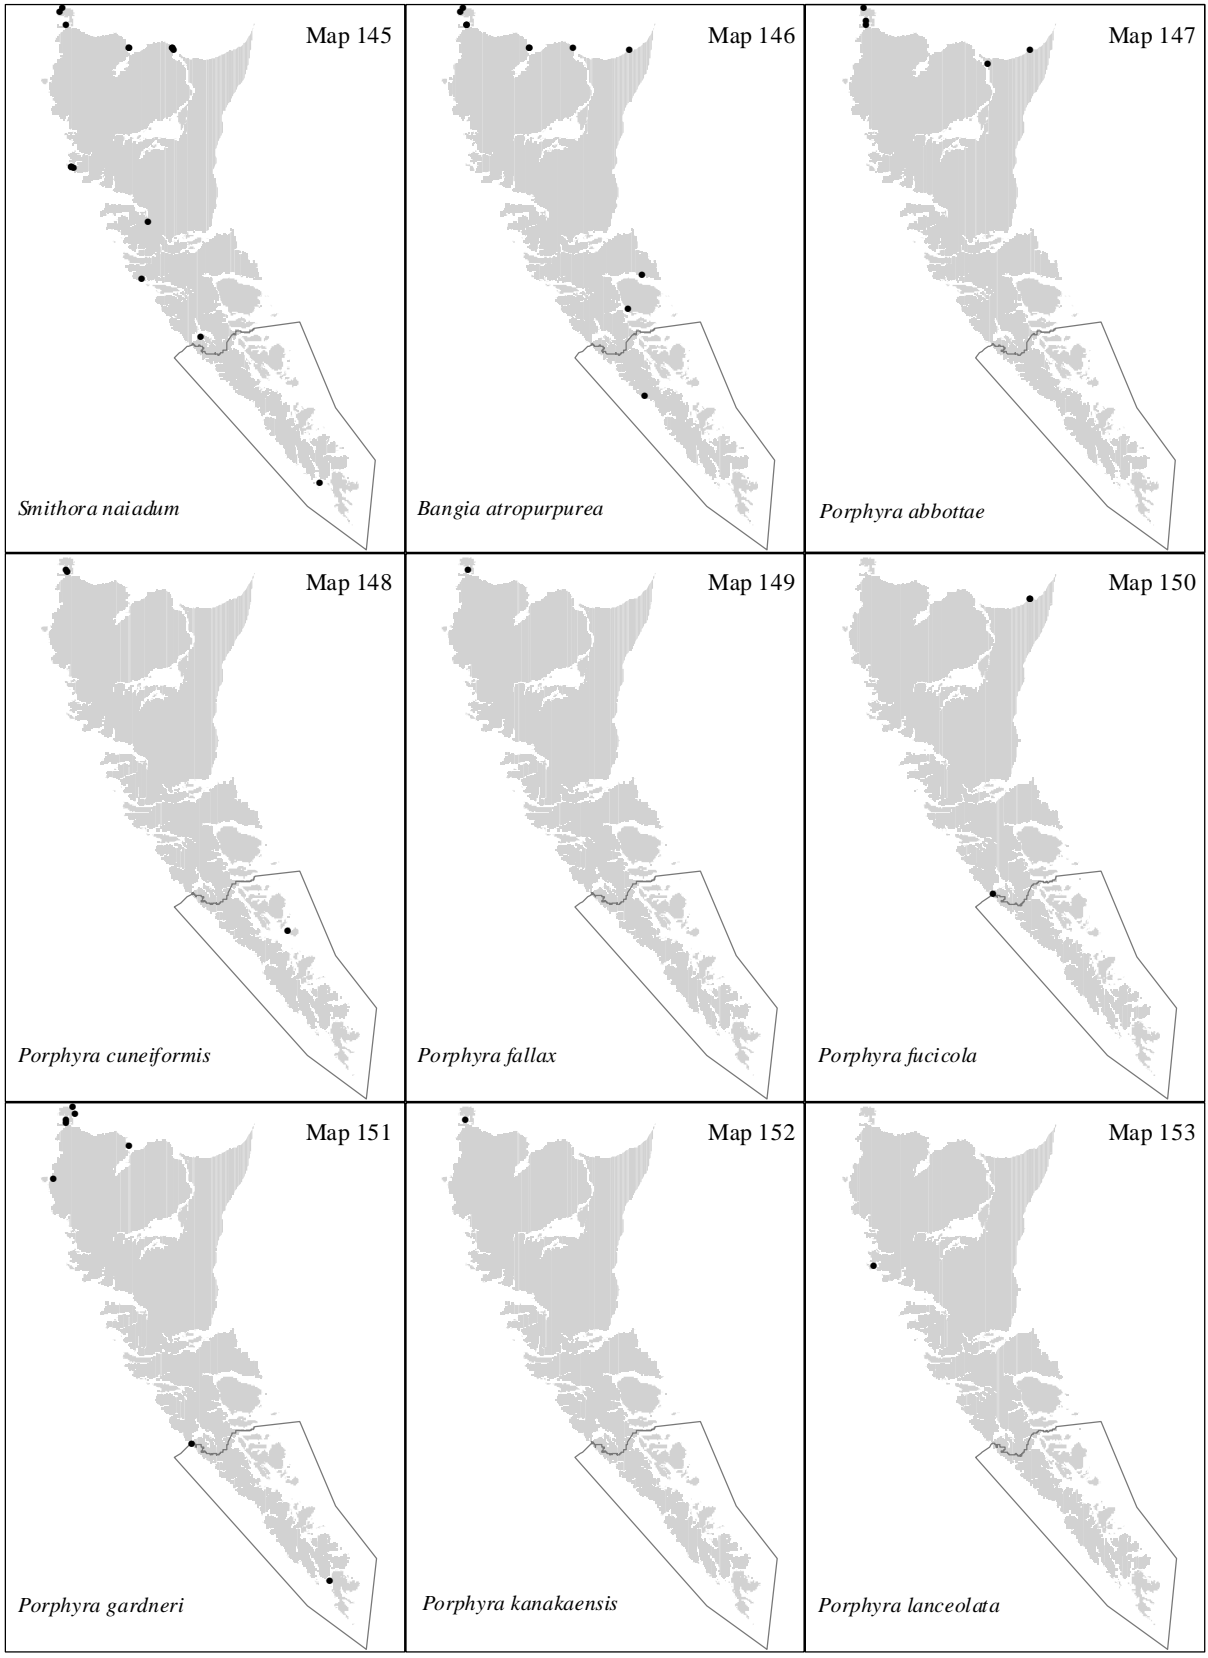 Map 145
Smithora naiadum
Map 146
Bangia atropurpurea
Map 147
Porphyra abbottae
Map 148
Porphyra cuneiformis
Map 149
Porphyra fallax
Map 150
Porphyra fucicola
Map 151
Porphyra gardneri
Map 152
Porphyra kanakaensis
Map 153
Porphyra lanceolata